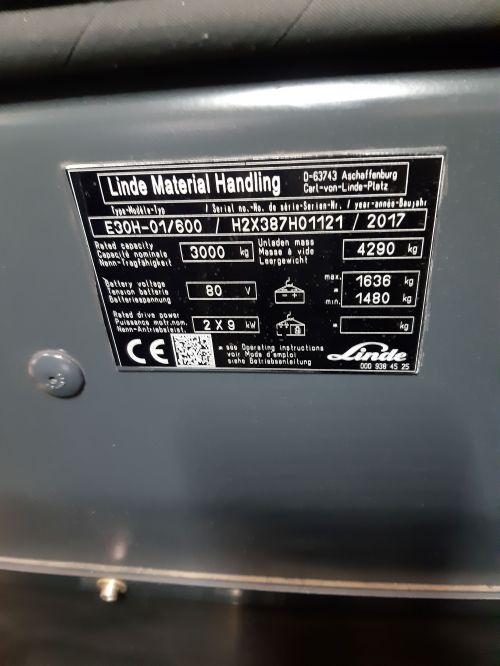 Linde Material Handling
D-63743 Aschaffenburg
Carl-von-Linde-Platz
Type-Modèle-Typ / Serial no.-No. de série-Serien-Nr. / year-année-Baujahr
E30H-01/600 / H2X387H01121 / 2017
Rated capacity
Capacité nominale
Nenn-Tragfähigkeit
3000 kg
Unladen mass
Masse à vide
Leergewicht
4290 kg
Battery voltage
Tension batterie
Batteriespannung
80 V
max. 1636 kg
*
min. 1480 kg
Rated drive power
Puissance motr.nom.
Nenn-Antriebsleist.
2 X 9 kW
* kg
CE
* see Operating instructions
voir Mode d'emploi
siehe Betriebsanleitung
Linde
000 938 45 25